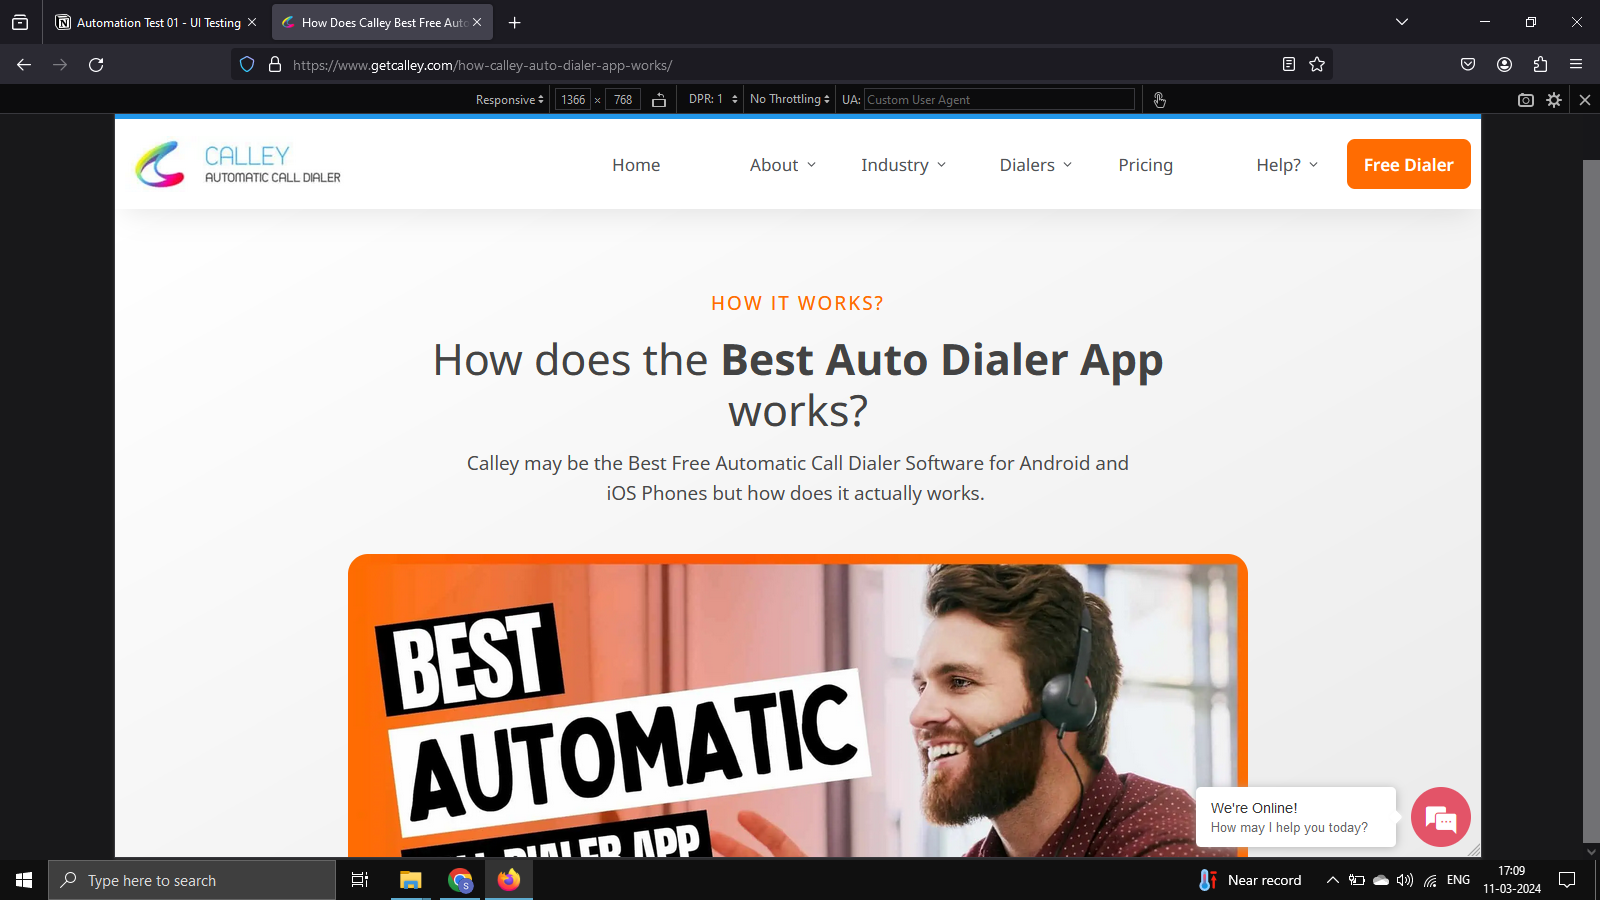 Automation Test 01 - UI Testing
How Does Calley Best Free Auto
https://www.getcalley.com/how-calley-auto-dialer-app-works/
Responsive
1366 × 768
DPR: 1
No Throttling
UA: Custom User Agent
CALLEY
AUTOMATIC CALL DIALER
Home
About
Industry
Dialers
Pricing
Help?
Free Dialer
HOW IT WORKS?
How does the Best Auto Dialer App
works?
Calley may be the Best Free Automatic Call Dialer Software for Android and
iOS Phones but how does it actually works.
BEST
AUTOMATIC
DIALER APP
We're Online!
How may I help you today?
Type here to search
S
Near record
ENG
17:09
11-03-2024